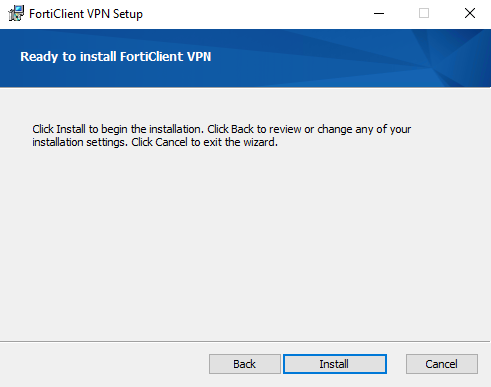 FortiClient VPN Setup
Ready to install FortiClient VPN
Click Install to begin the installation. Click Back to review or change any of your
installation settings. Click Cancel to exit the wizard.
Back Install Cancel